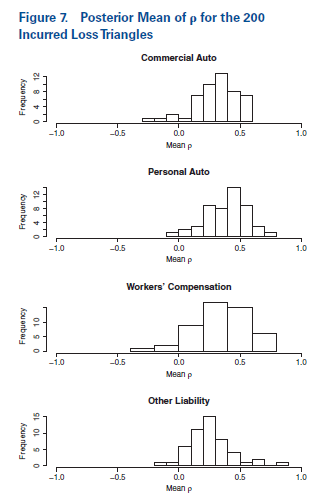 Figure 7. Posterior Mean of ρ for the 200
Incurred Loss Triangles
Commercial Auto
Frequency
0 4 8 12
−1.0 −0.5 0.0 0.5 1.0
Mean ρ
Personal Auto
Frequency
0 4 8 12
−1.0 −0.5 0.0 0.5 1.0
Mean ρ
Workers' Compensation
Frequency
0 5 10
−1.0 −0.5 0.0 0.5 1.0
Mean ρ
Other Liability
Frequency
0 5 10 15
−1.0 −0.5 0.0 0.5 1.0
Mean ρ